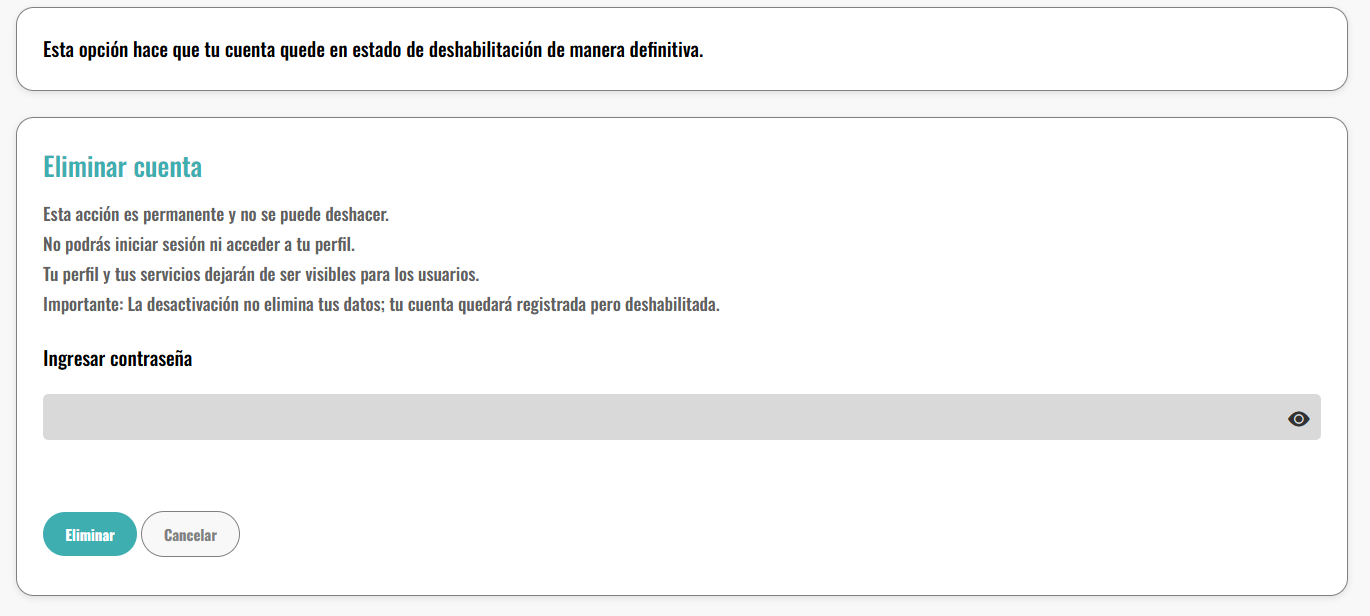 Esta opción hace que tu cuenta quede en estado de deshabilitación de manera definitiva.
Eliminar cuenta
Esta acción es permanente y no se puede deshacer.
No podrás iniciar sesión ni acceder a tu perfil.
Tu perfil y tus servicios dejarán de ser visibles para los usuarios.
Importante: La desactivación no elimina tus datos; tu cuenta quedará registrada pero deshabilitada.
Ingresar contraseña
Eliminar
Cancelar